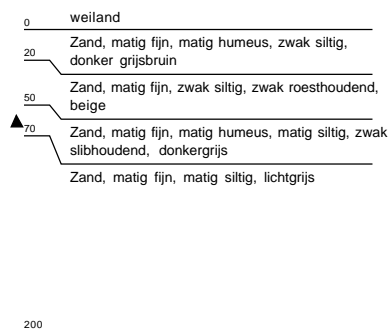 0 weiland
20 Zand, matig fijn, matig humeus, zwak siltig,
donker grijsbruin
Zand, matig fijn, zwak siltig, zwak roesthoudend,
50 beige
70 Zand, matig fijn, matig humeus, matig siltig, zwak
slibhoudend, donkergrijs
Zand, matig fijn, matig siltig, lichtgrijs
200